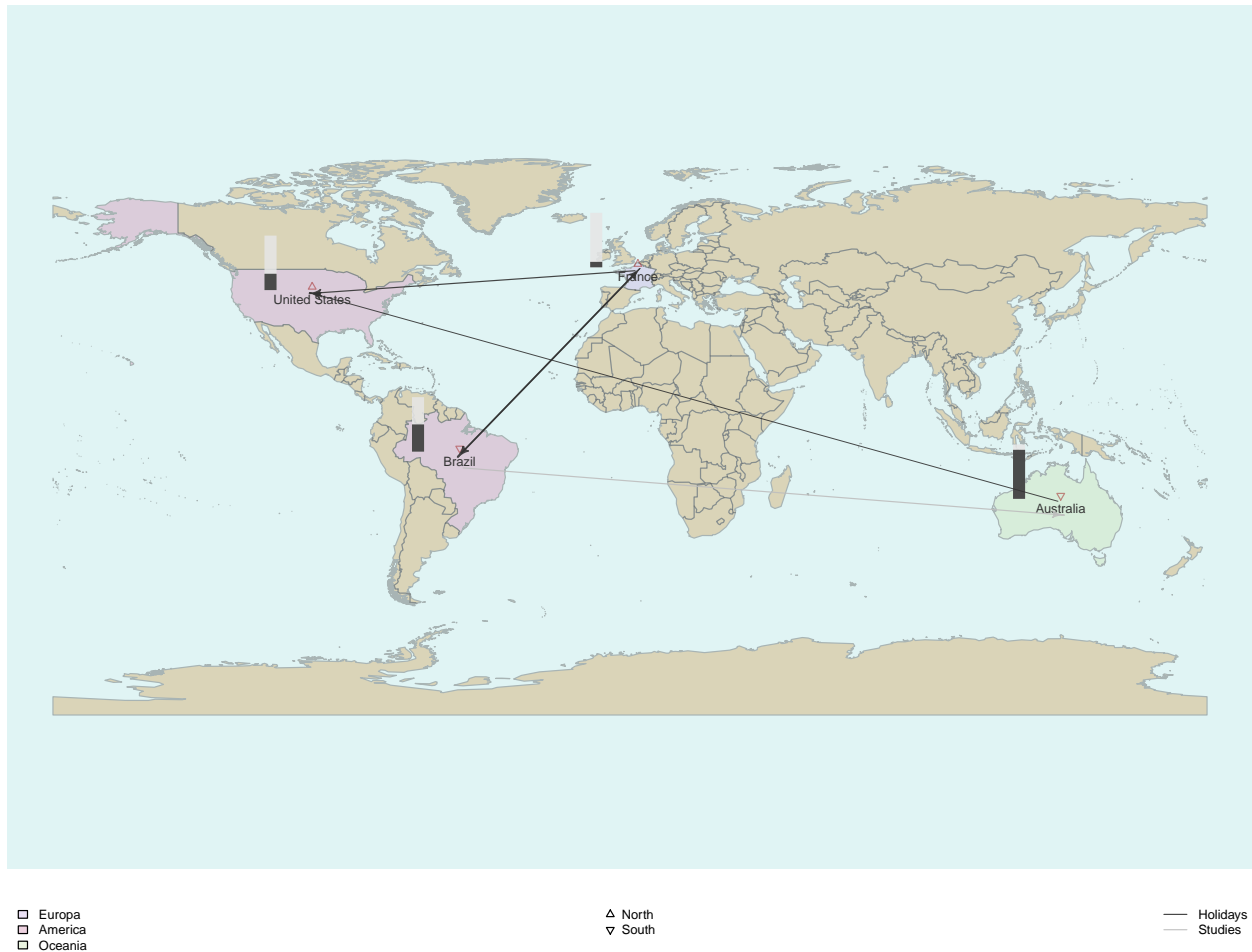 France
United States
Brazil
Australia
Europa
America
Oceania
North
South
Holidays
Studies